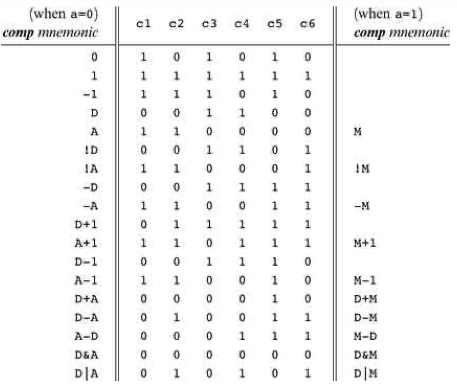 (when a=0) (when a=1)
comp mnemonic c1 c2 c3 c4 c5 c6 comp mnemonic
0 1 0 1 0 1 0
1 1 1 1 1 1 1
-1 1 1 1 0 1 0
D 0 0 1 1 0 0
A 1 1 0 0 0 0 M
!D 0 0 1 1 0 1
!A 1 1 0 0 0 1 !M
-D 0 0 1 1 1 1
-A 1 1 0 0 1 1 -M
D+1 0 1 1 1 1 1
A+1 1 1 0 1 1 1 M+1
D-1 0 0 1 1 1 0
A-1 1 1 0 0 1 0 M-1
D+A 0 0 0 0 1 0 D+M
D-A 0 1 0 0 1 1 D-M
A-D 0 0 0 1 1 1 M-D
D&A 0 0 0 0 0 0 D&M
D|A 0 1 0 1 0 1 D|M